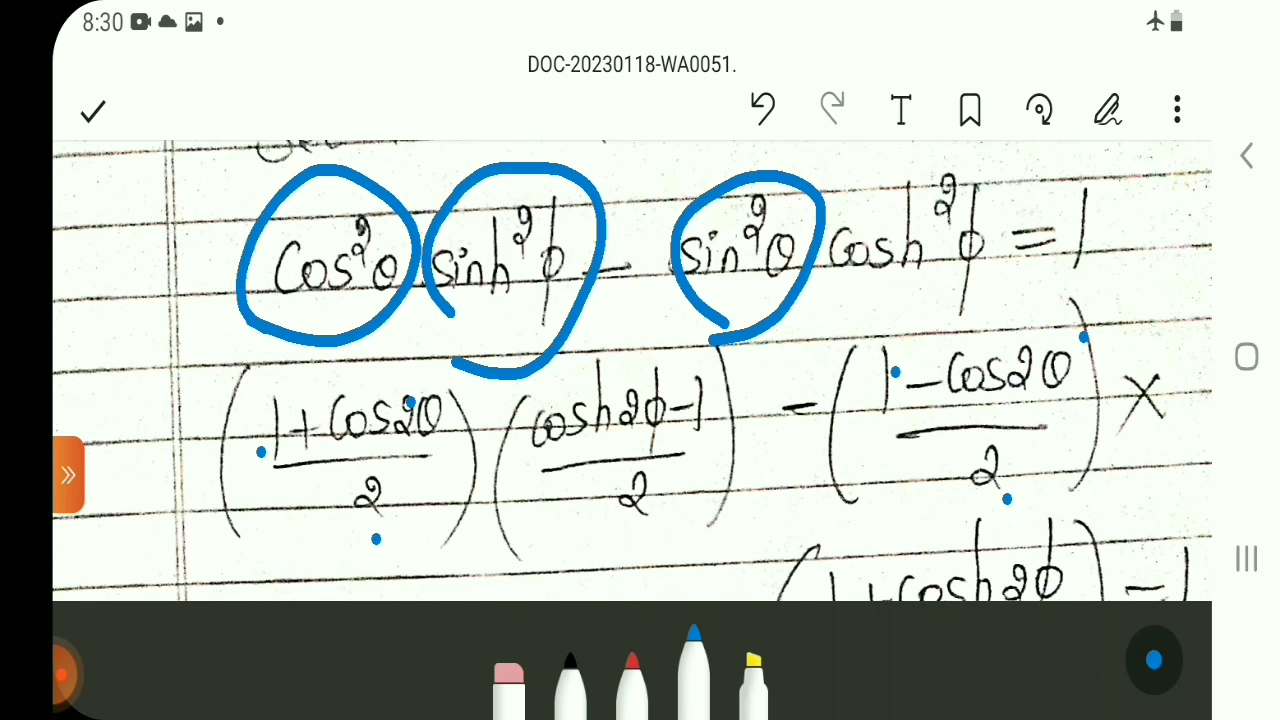 8:30
DOC-20230118-WA0051.
T
Cos²θ sinh²ϕ − sin²θ cosh²ϕ = 1
(1+cos2θ / 2) (cosh2ϕ−1 / 2) − (1−cos2θ / 2) ×
(1+cosh2ϕ) − 1